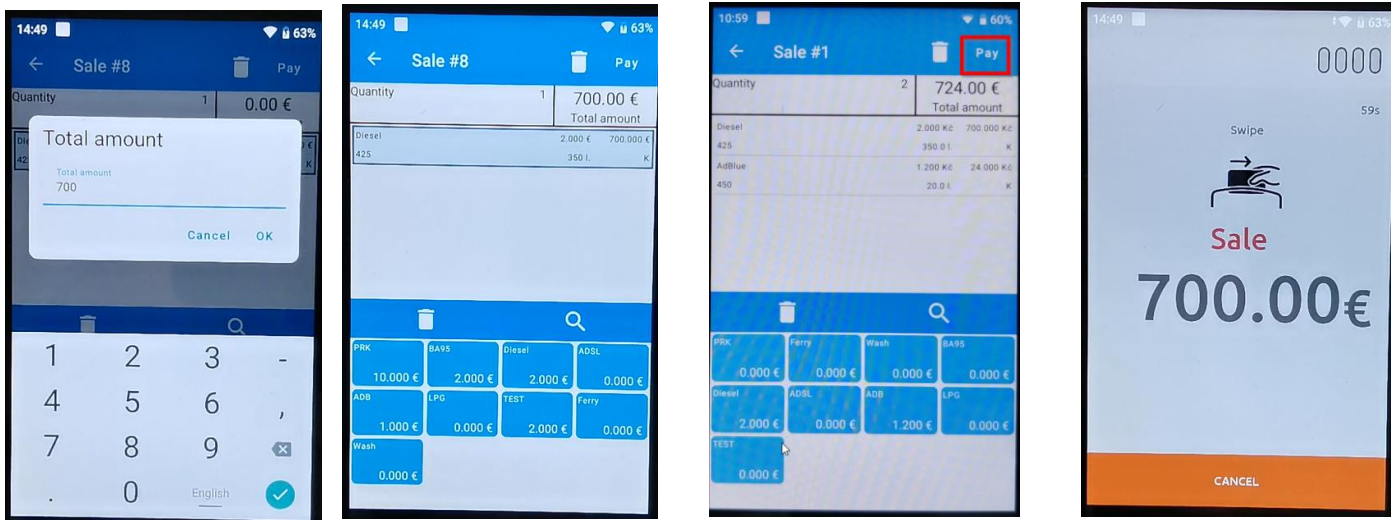 14:49
63%
Sale #8
Pay
Quantity
1
0.00 €
Total amount
Total amount
700
Cancel
OK
1 2 3 -
4 5 6 ,
7 8 9
. 0 English
14:49
63%
Sale #8
Pay
Quantity
1
700.00 €
Total amount
Diesel 2.000 € 700.000 €
425 350 l. K
PRK BA95 Diesel ADSL
10.000 € 2.000 € 2.000 € 0.000 €
ADB LPG TEST Ferry
1.000 € 0.000 € 2.000 € 0.000 €
Wash
0.000 €
10:59
60%
Sale #1
Pay
Quantity
2
724.00 €
Total amount
Diesel 2.000 Kč 700.000 Kč
425 350.0 l. K
AdBlue 1.200 Kč 24.000 Kč
450 20.0 l. K
PRK Ferry Wash BA95
0.000 € 0.000 € 0.000 € 0.000 €
Diesel ADSL ADB LPG
2.000 € 0.000 € 1.200 € 0.000 €
TEST
0.000 €
14:49
63%
0000
59s
Swipe
Sale
700.00€
CANCEL